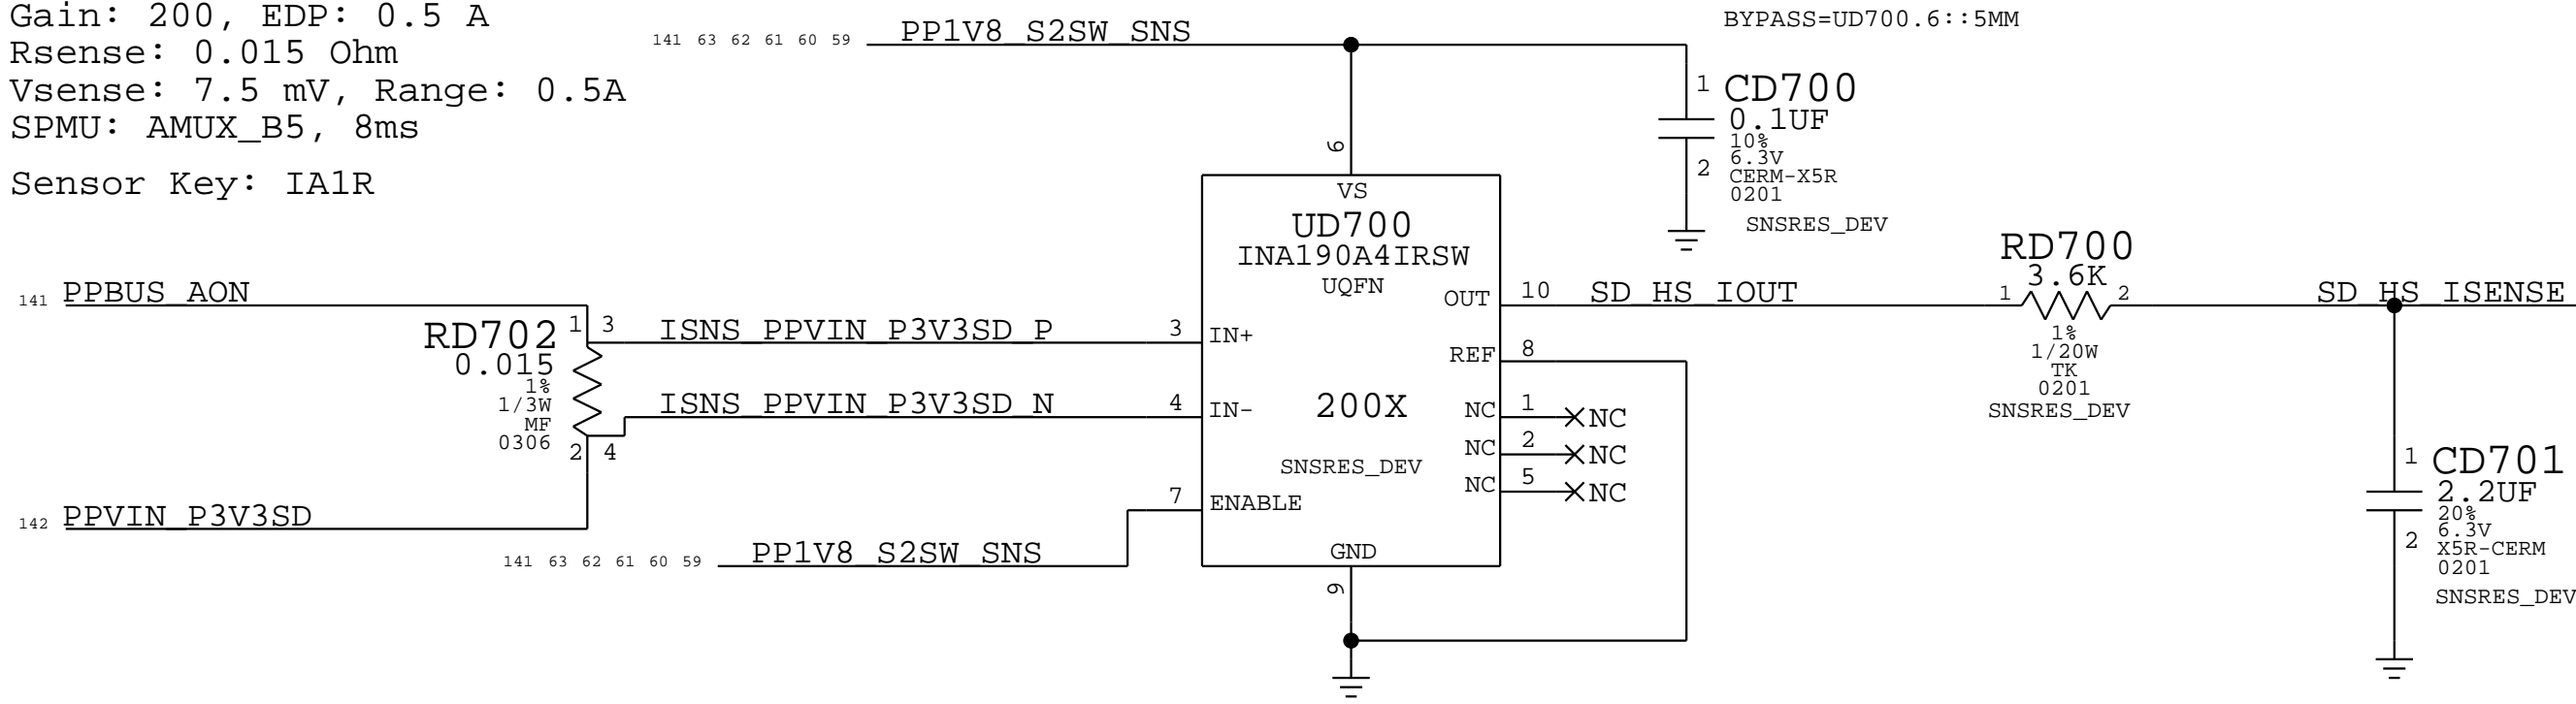 Gain: 200, EDP: 0.5 A
Rsense: 0.015 Ohm
Vsense: 7.5 mV, Range: 0.5A
SPMU: AMUX_B5, 8ms
Sensor Key: IA1R
141 63 62 61 60 59 PP1V8_S2SW_SNS
BYPASS=UD700.6::5MM
1 CD700
0.1UF
10%
6.3V
2 CERM-X5R
0201
SNSRES_DEV
6
VS
UD700
INA190A4IRSW
UQFN
200X
SNSRES_DEV
141 PPBUS_AON
RD702 1 3
0.015
1%
1/3W
MF
0306
2 4
142 PPVIN_P3V3SD
ISNS_PPVIN_P3V3SD_P 3 IN+
ISNS_PPVIN_P3V3SD_N 4 IN-
7 ENABLE
141 63 62 61 60 59 PP1V8_S2SW_SNS
GND
9
OUT 10 SD_HS_IOUT
REF 8
NC 1 NC
NC 2 NC
NC 5 NC
RD700
3.6K
1 2
1%
1/20W
TK
0201
SNSRES_DEV
SD_HS_ISENSE
1 CD701
2.2UF
20%
6.3V
2 X5R-CERM
0201
SNSRES_DEV